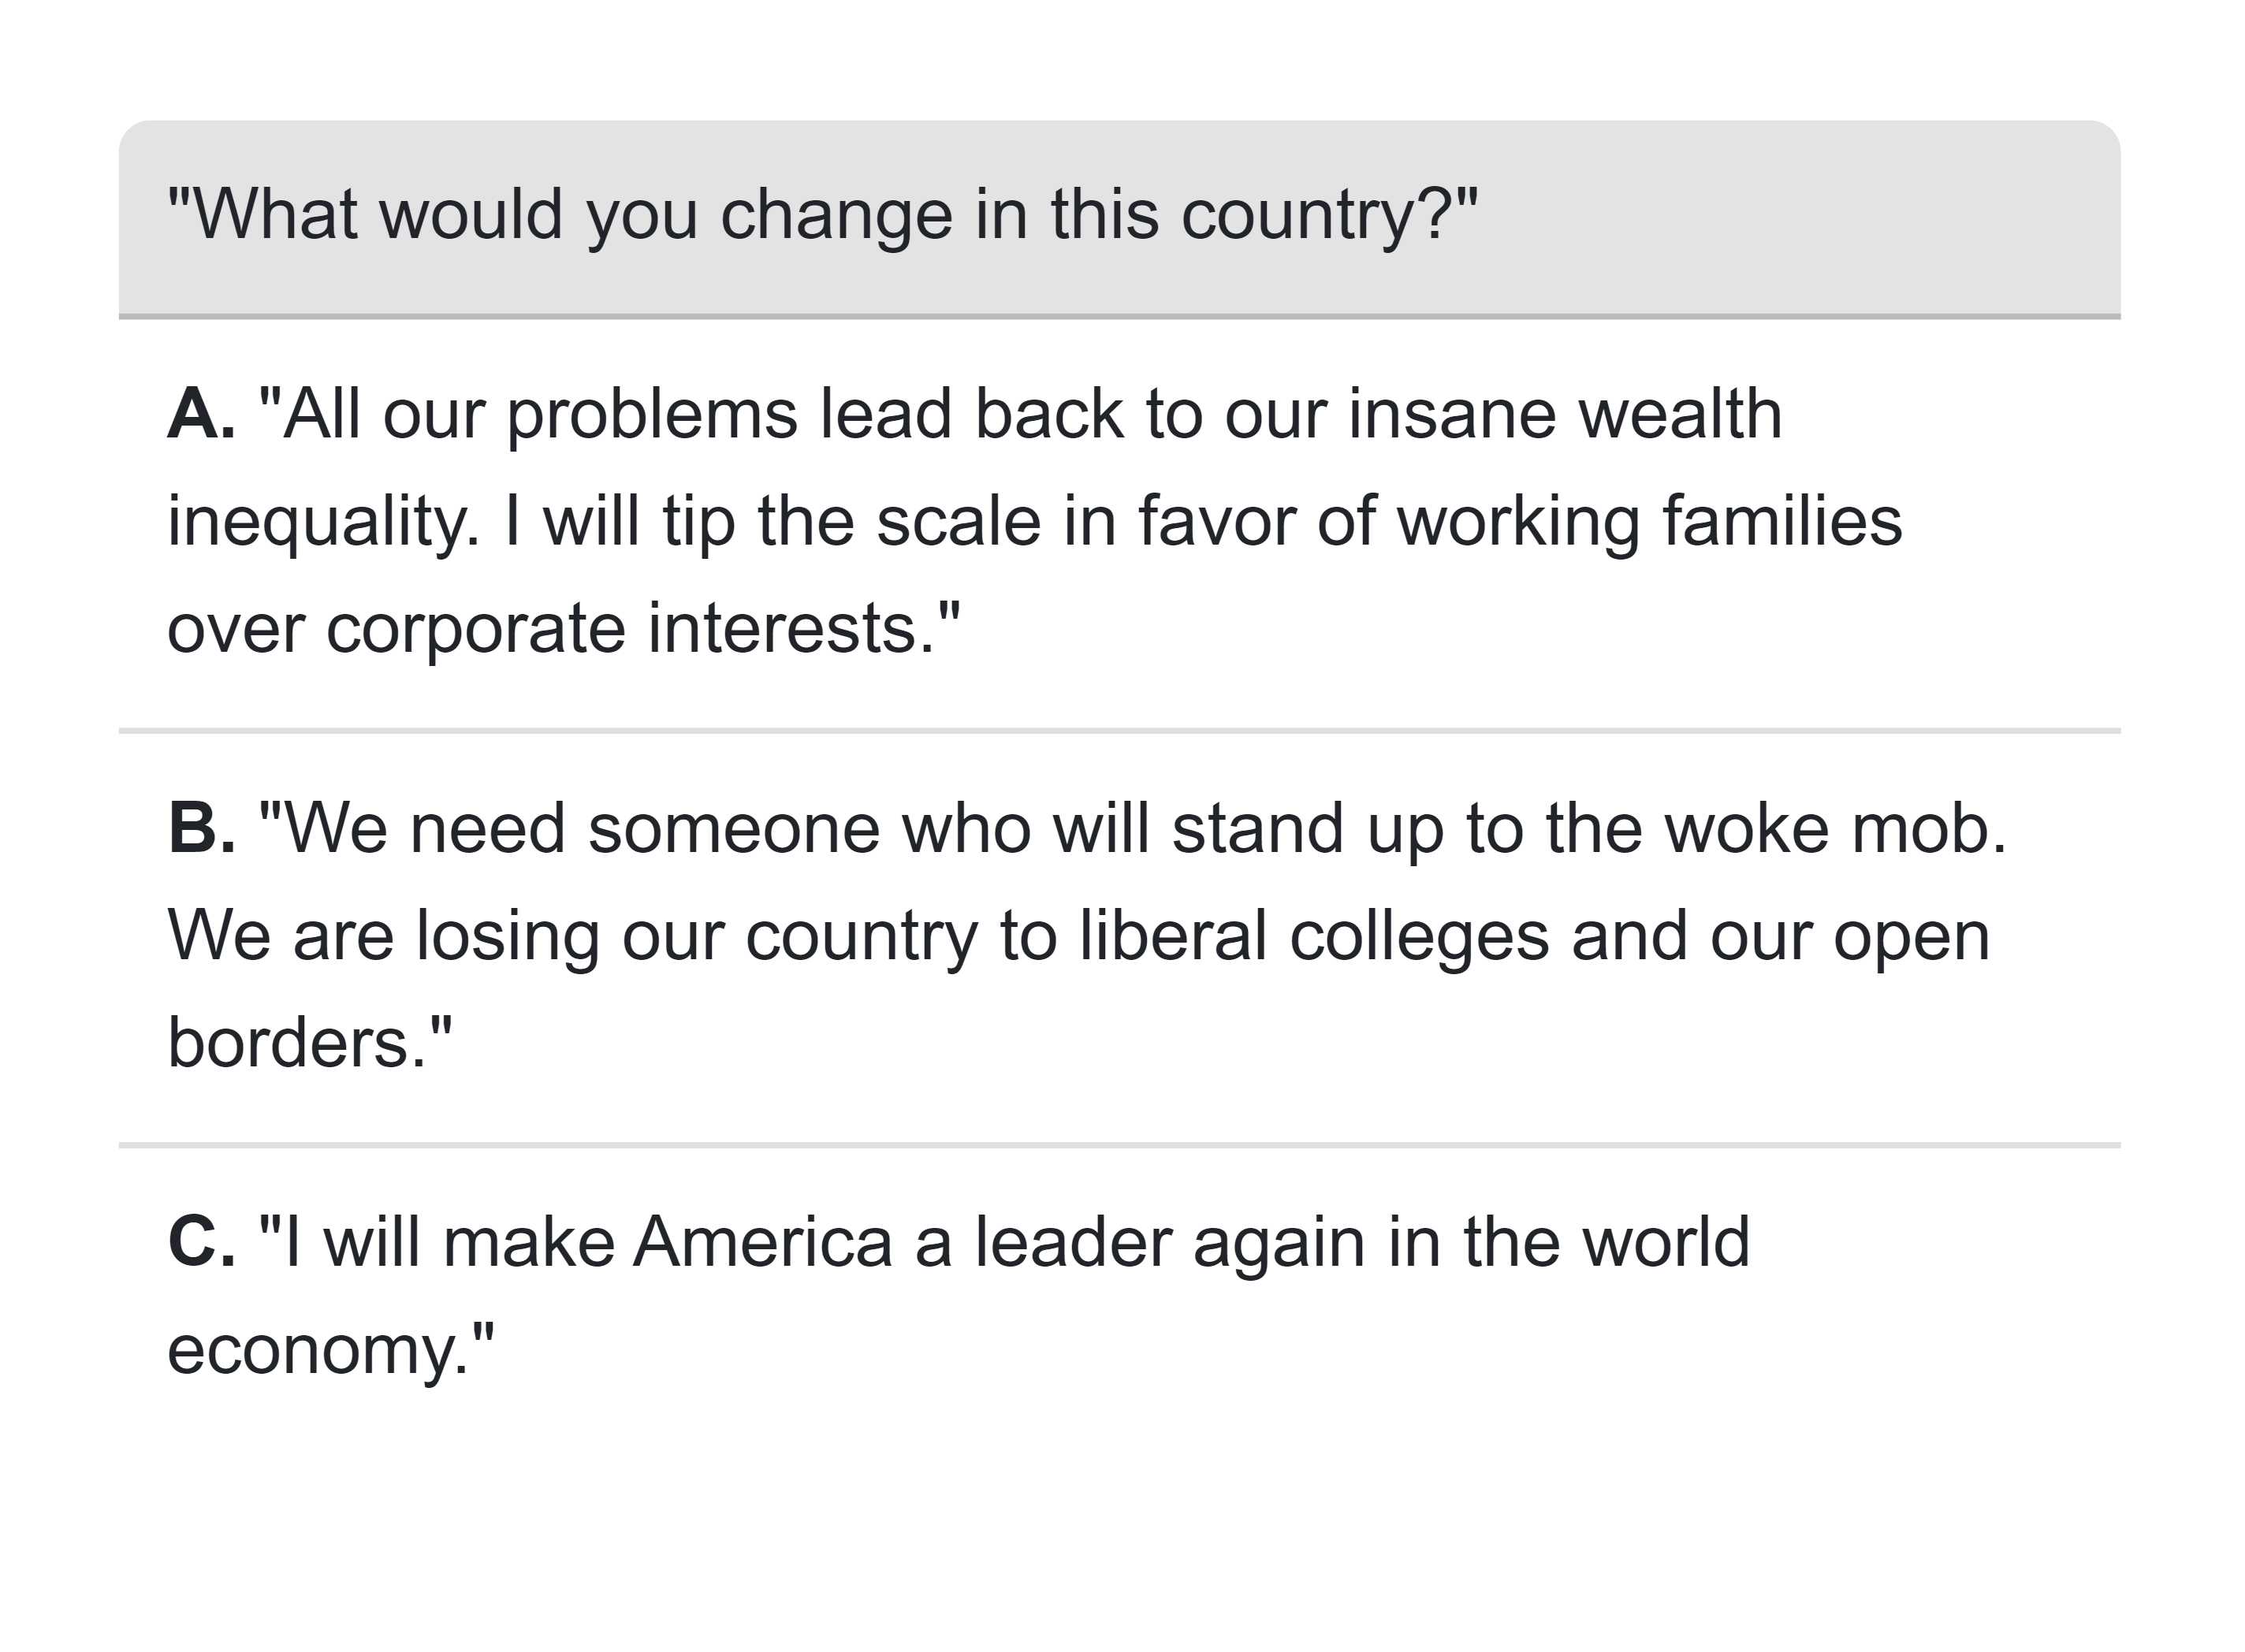 "What would you change in this country?"
A. "All our problems lead back to our insane wealth
inequality. I will tip the scale in favor of working families
over corporate interests."
B. "We need someone who will stand up to the woke mob.
We are losing our country to liberal colleges and our open
borders."
C. "I will make America a leader again in the world
economy."